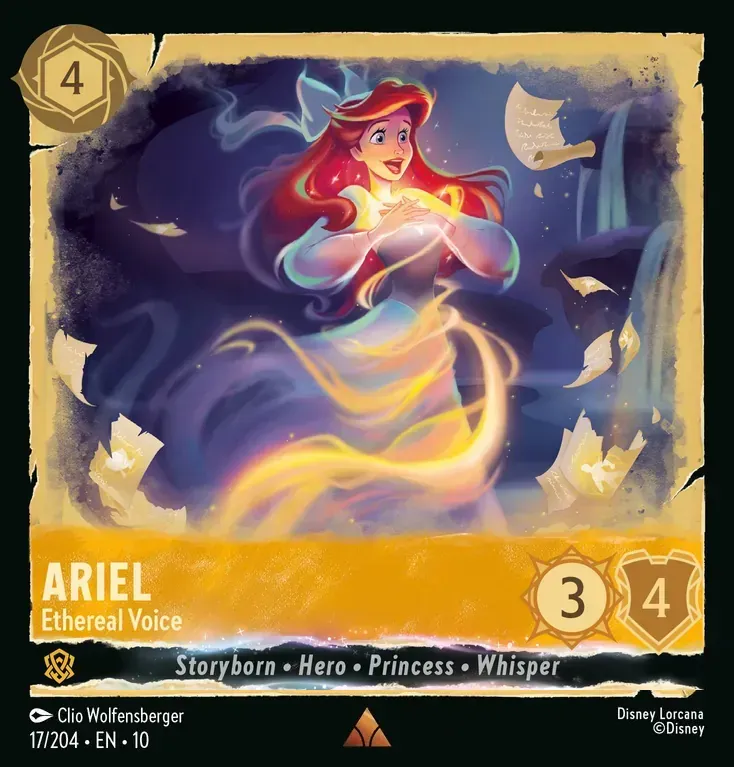 4
ARIEL
Ethereal Voice
3
4
Storyborn • Hero • Princess • Whisper
Clio Wolfensberger
17/204 • EN • 10
Disney Lorcana
©Disney